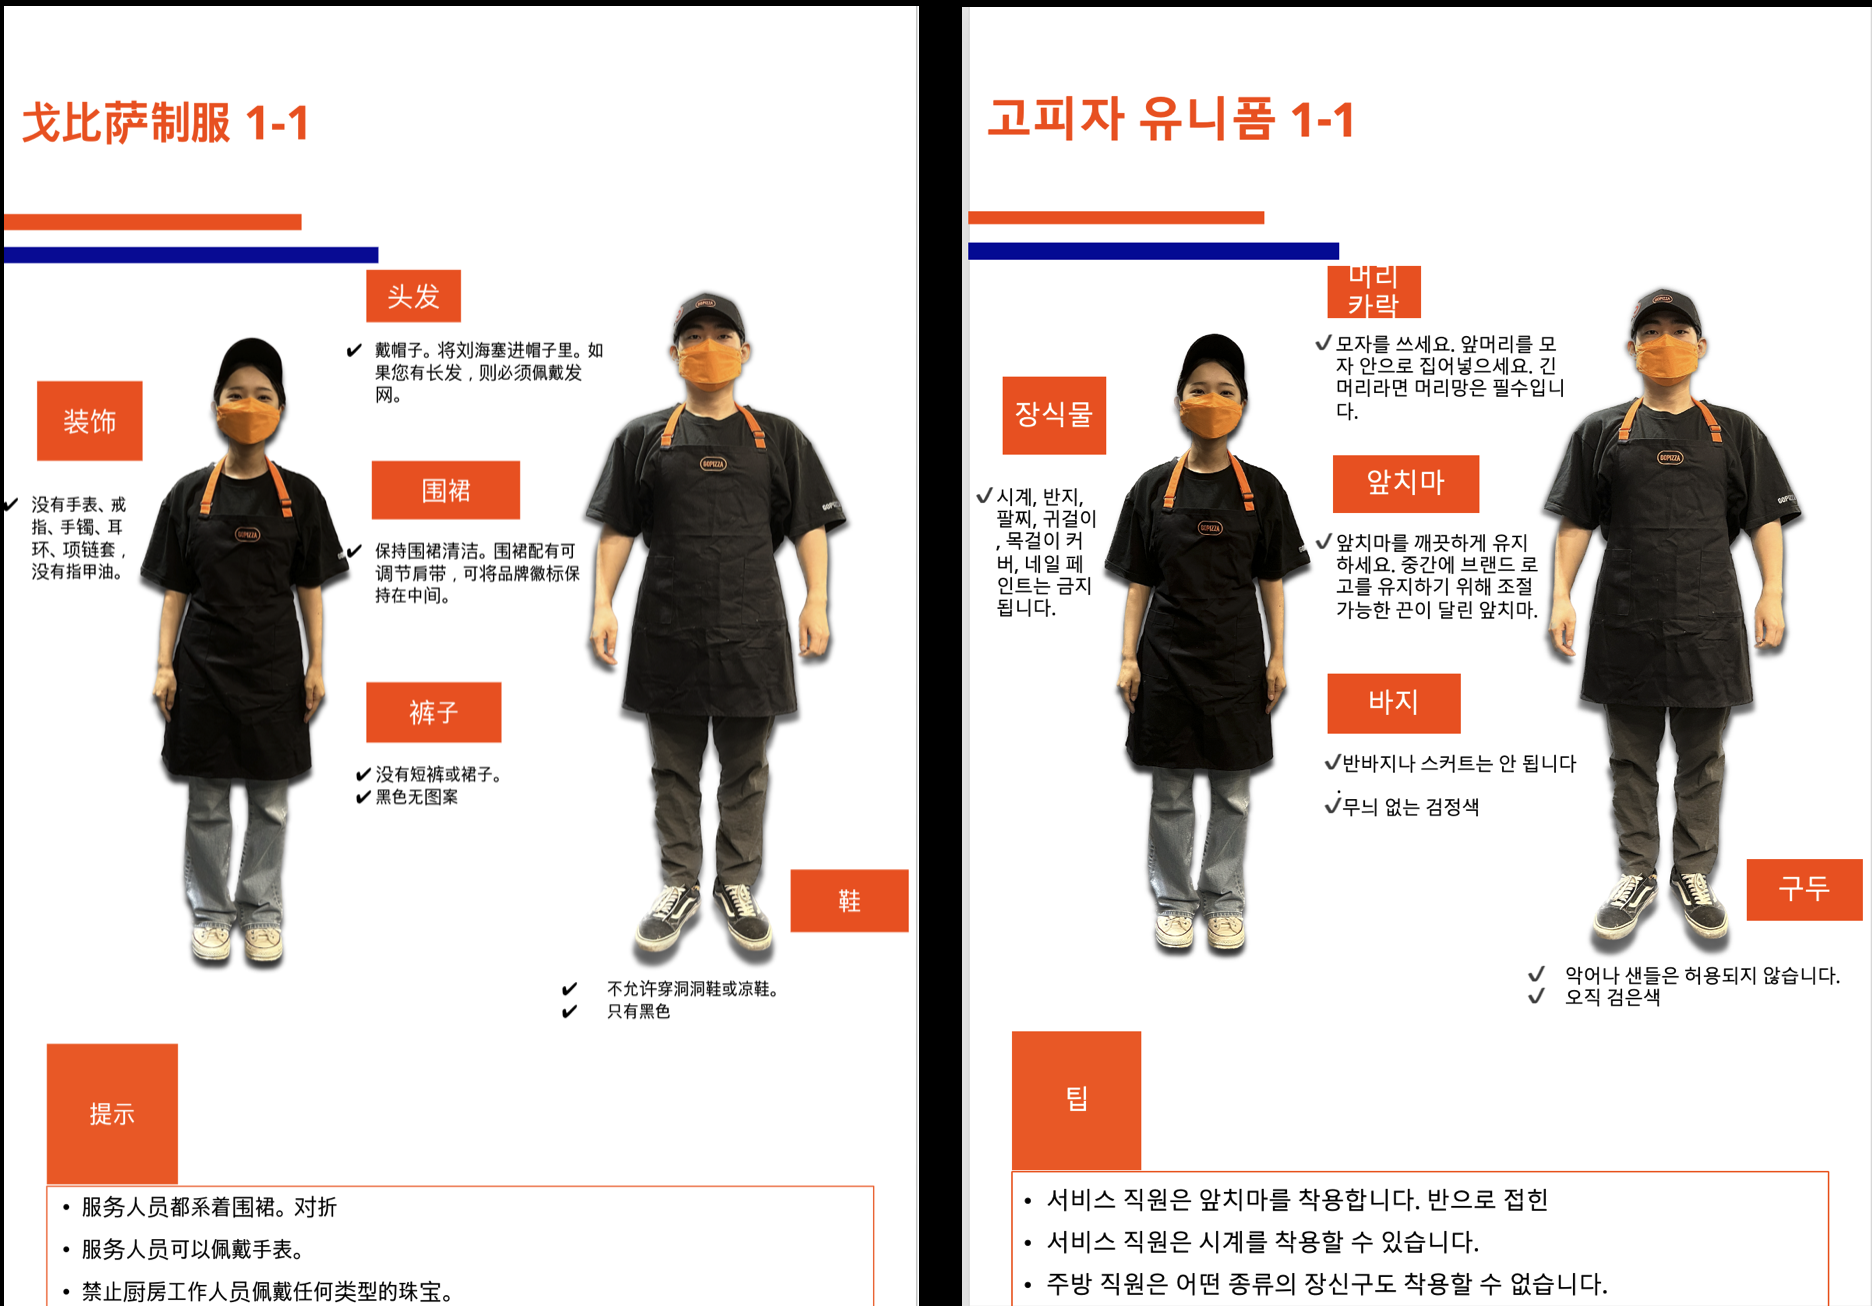 戈比萨制服 1-1
头发
✔ 戴帽子。将刘海塞进帽子里。如
果您有长发，则必须佩戴发
网。
装饰
✔ 没有手表、戒
指、手镯、耳
环、项链套，
没有指甲油。
围裙
✔ 保持围裙清洁。围裙配有可
调节肩带，可将品牌徽标保
持在中间。
裤子
✔ 没有短裤或裙子。
✔ 黑色无图案
鞋
✔ 不允许穿洞洞鞋或凉鞋。
✔ 只有黑色
GOPIZZA
GOPIZZA
GOPIZZA
提示
• 服务人员都系着围裙。对折
• 服务人员可以佩戴手表。
• 禁止厨房工作人员佩戴任何类型的珠宝。
고피자 유니폼 1-1
머리
카락
✓ 모자를 쓰세요. 앞머리를 모
자 안으로 집어넣으세요. 긴
머리라면 머리망은 필수입니
다.
장식물
✓ 시계, 반지,
팔찌, 귀걸이
, 목걸이 커
버, 네일 페
인트는 금지
됩니다.
앞치마
✓ 앞치마를 깨끗하게 유지
하세요. 중간에 브랜드 로
고를 유지하기 위해 조절
가능한 끈이 달린 앞치마.
바지
✓ 반바지나 스커트는 안 됩니다
.
✓ 무늬 없는 검정색
구두
✓ 악어나 샌들은 허용되지 않습니다.
✓ 오직 검은색
GOPIZZA
GOPIZZA
GOPIZZA
팁
• 서비스 직원은 앞치마를 착용합니다. 반으로 접힌
• 서비스 직원은 시계를 착용할 수 있습니다.
• 주방 직원은 어떤 종류의 장신구도 착용할 수 없습니다.